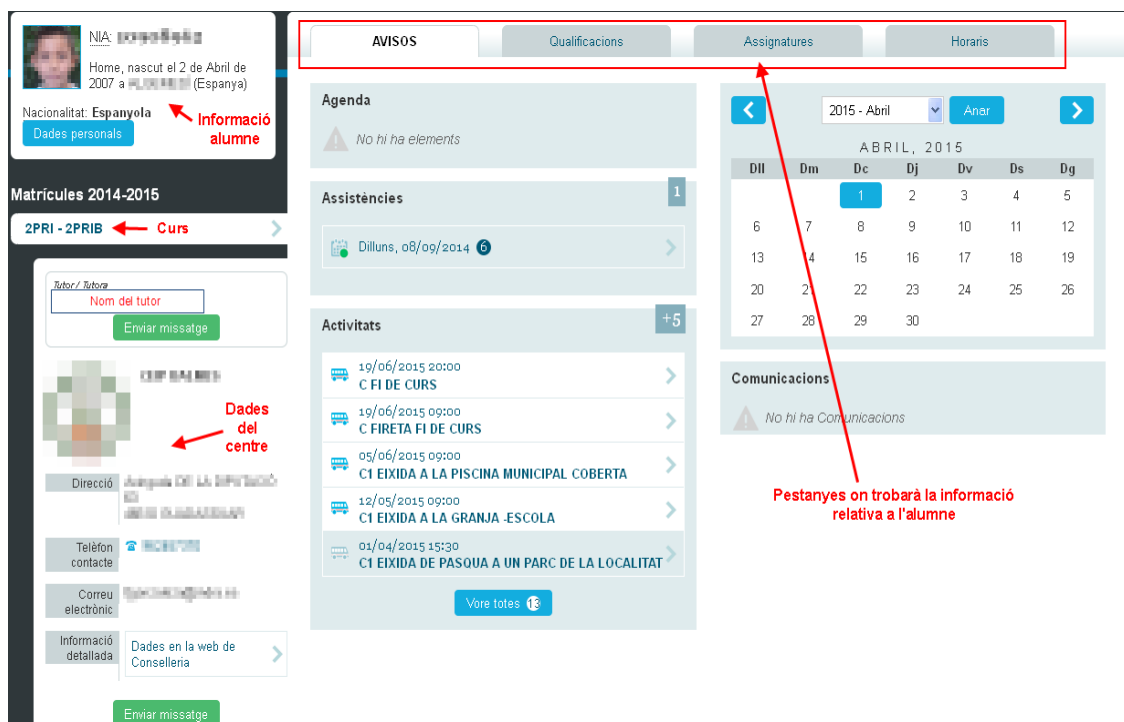 NIA:
Home, nascut el 2 de Abril de
2007 a (Espanya)
Nacionalitat: Espanyola
Dades personals
Informació
alumne
Matrícules 2014-2015
2PRI - 2PRIB
Curs
Tutor / Tutora
Nom del tutor
Enviar missatge
Dades
del
centre
Direcció
Telèfon
contacte
Correu
electrònic
Informació
detallada
Dades en la web de
Conselleria
Enviar missatge
AVISOS
Qualificacions
Assignatures
Horaris
Agenda
No hi ha elements
Assistències
1
Dilluns, 08/09/2014 6
Activitats
+5
19/06/2015 20:00
C FI DE CURS
19/06/2015 09:00
C FIRETA FI DE CURS
05/06/2015 09:00
C1 EIXIDA A LA PISCINA MUNICIPAL COBERTA
12/05/2015 09:00
C1 EIXIDA A LA GRANJA -ESCOLA
01/04/2015 15:30
C1 EIXIDA DE PASQUA A UN PARC DE LA LOCALITAT
Vore totes 13
2015 - Abril
Anar
ABRIL, 2015
Dll Dm Dc Dj Dv Ds Dg
1 2 3 4 5
6 7 8 9 10 11 12
13 14 15 16 17 18 19
20 21 22 23 24 25 26
27 28 29 30
Comunicacions
No hi ha Comunicacions
Pestanyes on trobarà la informació
relativa a l'alumne